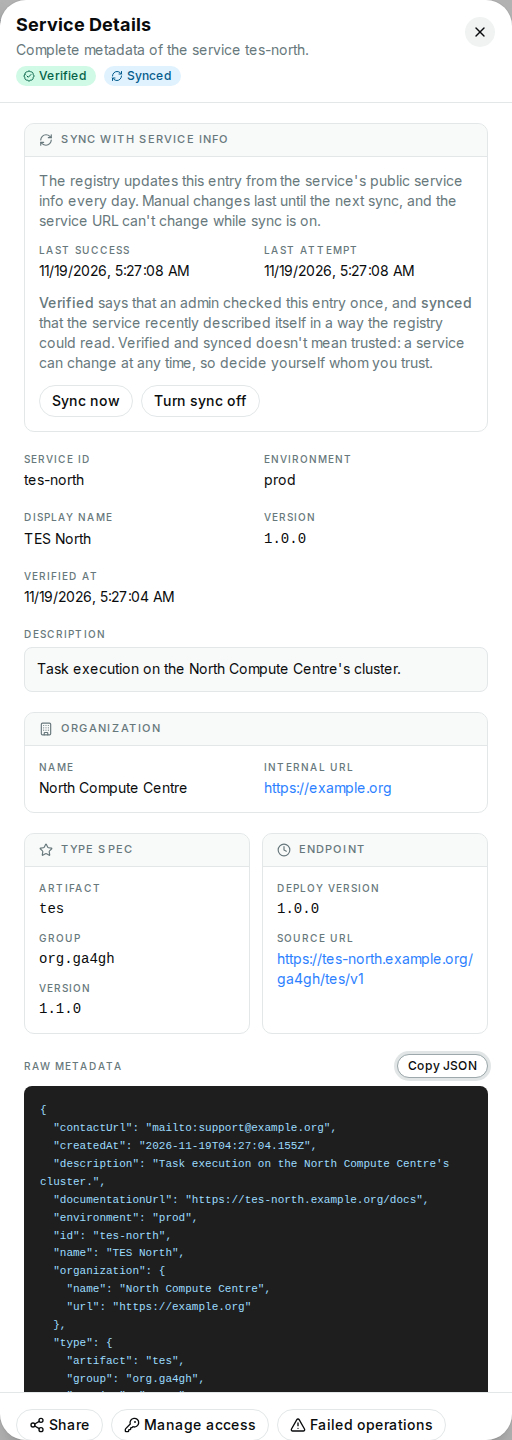 Service Details
Complete metadata of the service tes-north.
Verified
Synced
SYNC WITH SERVICE INFO
The registry updates this entry from the service's public service
info every day. Manual changes last until the next sync, and the
service URL can't change while sync is on.
LAST SUCCESS
LAST ATTEMPT
11/19/2026, 5:27:08 AM
11/19/2026, 5:27:08 AM
Verified says that an admin checked this entry once, and synced
that the service recently described itself in a way the registry
could read. Verified and synced doesn't mean trusted: a service
can change at any time, so decide yourself whom you trust.
Sync now
Turn sync off
SERVICE ID
ENVIRONMENT
tes-north
prod
DISPLAY NAME
VERSION
TES North
1.0.0
VERIFIED AT
11/19/2026, 5:27:04 AM
DESCRIPTION
Task execution on the North Compute Centre's cluster.
ORGANIZATION
NAME
INTERNAL URL
North Compute Centre
https://example.org
TYPE SPEC
ARTIFACT
tes
GROUP
org.ga4gh
VERSION
1.1.0
ENDPOINT
DEPLOY VERSION
1.0.0
SOURCE URL
https://tes-north.example.org/
ga4gh/tes/v1
RAW METADATA
Copy JSON
{
"contactUrl": "mailto:support@example.org",
"createdAt": "2026-11-19T04:27:04.155Z",
"description": "Task execution on the North Compute Centre's
cluster.",
"documentationUrl": "https://tes-north.example.org/docs",
"environment": "prod",
"id": "tes-north",
"name": "TES North",
"organization": {
"name": "North Compute Centre",
"url": "https://example.org"
},
"type": {
"artifact": "tes",
"group": "org.ga4gh",
Share
Manage access
Failed operations